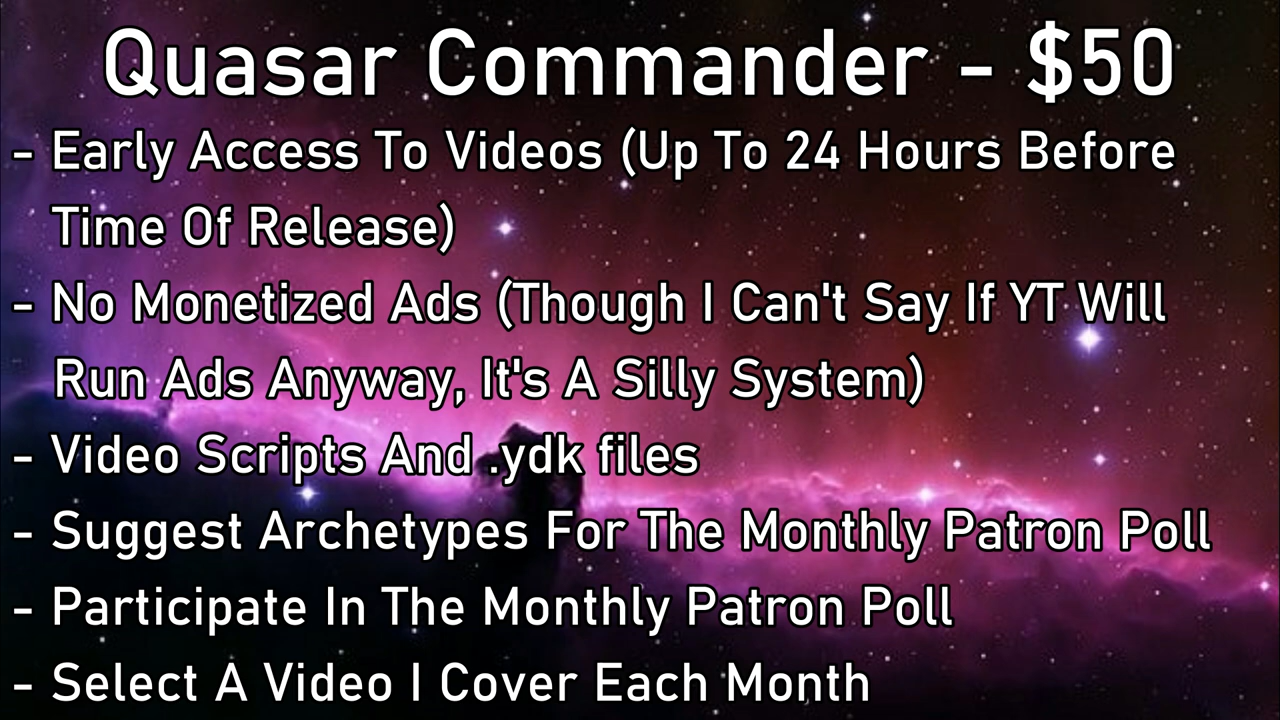 Quasar Commander - $50
- Early Access To Videos (Up To 24 Hours Before
Time Of Release)
- No Monetized Ads (Though I Can't Say If YT Will
Run Ads Anyway, It's A Silly System)
- Video Scripts And .ydk files
- Suggest Archetypes For The Monthly Patron Poll
- Participate In The Monthly Patron Poll
- Select A Video I Cover Each Month